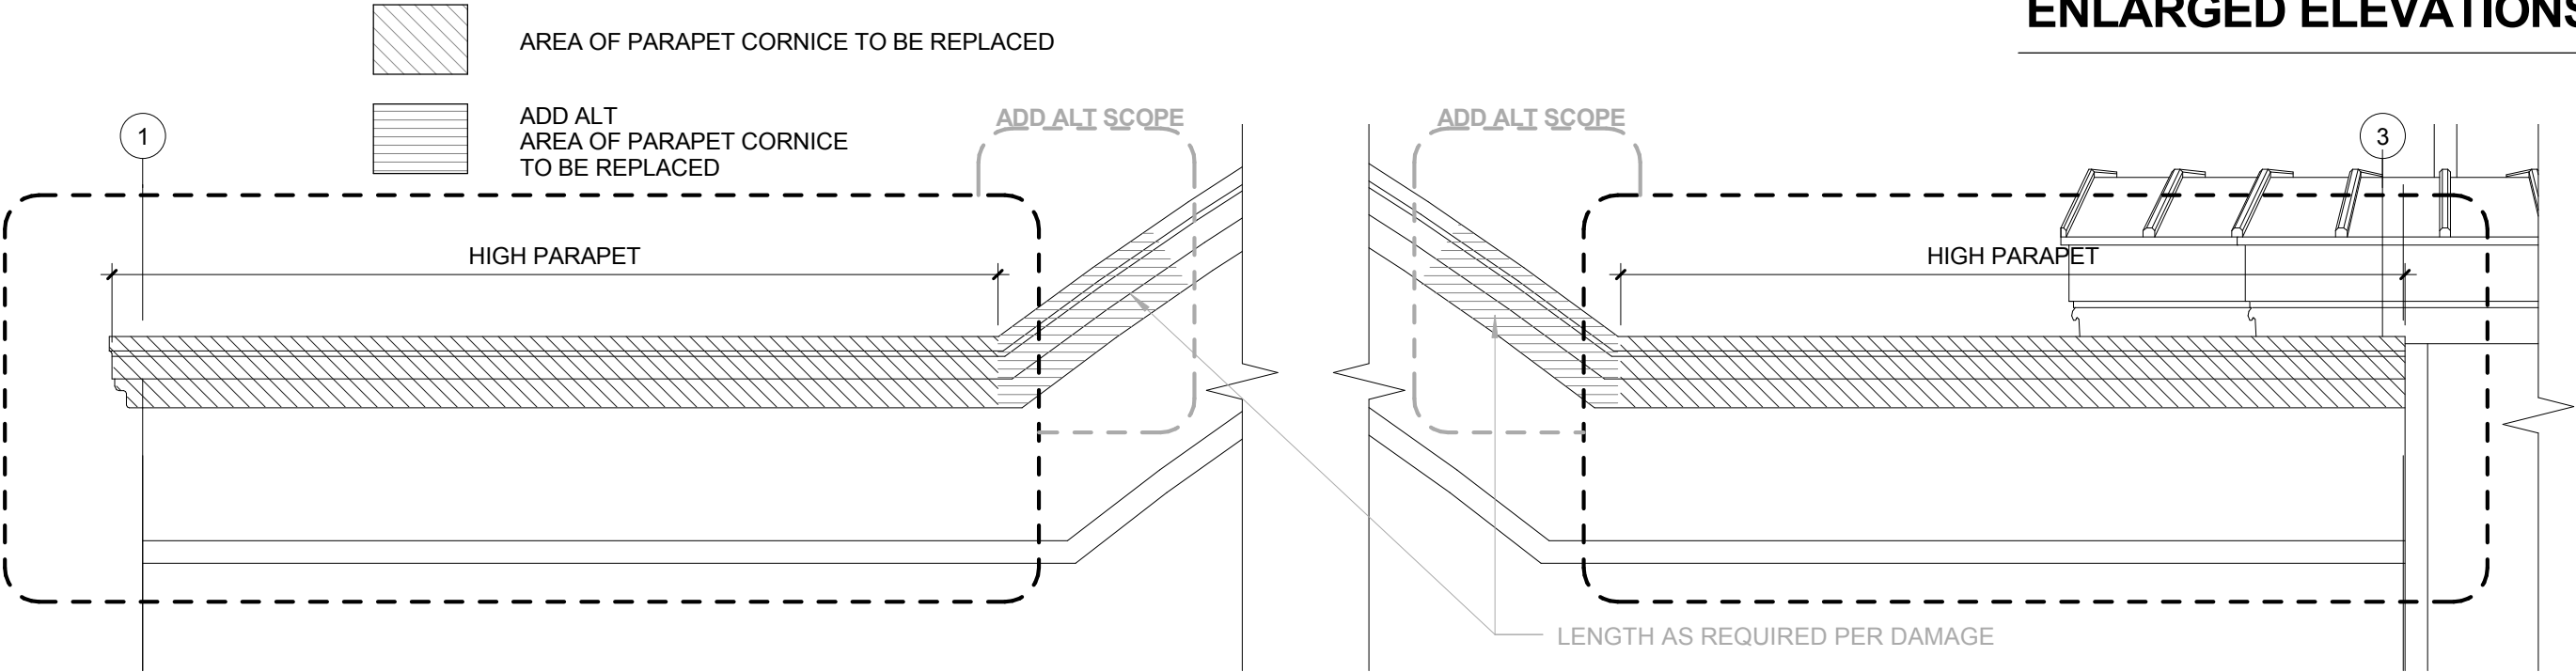 ENLARGED ELEVATIONS
AREA OF PARAPET CORNICE TO BE REPLACED
ADD ALT
AREA OF PARAPET CORNICE
TO BE REPLACED
ADD ALT SCOPE
ADD ALT SCOPE
1
3
HIGH PARAPET
HIGH PARAPET
LENGTH AS REQUIRED PER DAMAGE